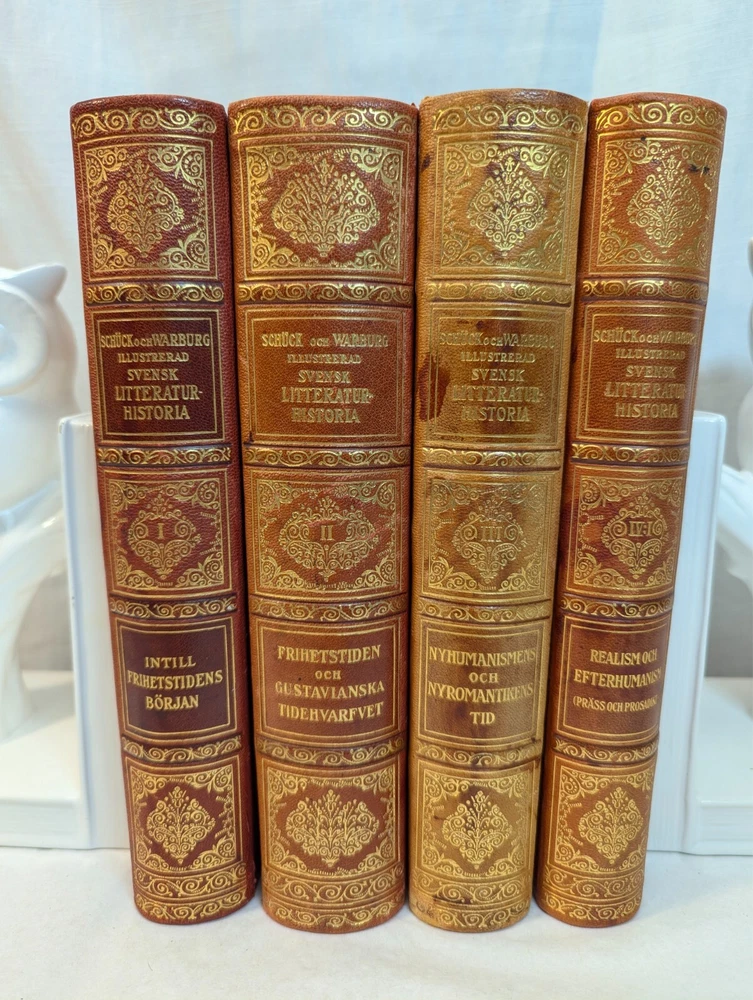 SCHÜCK OCH WARBURG
ILLUSTRERAD
SVENSK
LITTERATUR-
HISTORIA
I
INTILL
FRIHETSTIDENS
BÖRJAN
SCHÜCK OCH WARBURG
ILLUSTRERAD
SVENSK
LITTERATUR-
HISTORIA
II
FRIHETSTIDEN
OCH
GUSTAVIANSKA
TIDEHVARFVET
SCHÜCK OCH WARBURG
ILLUSTRERAD
SVENSK
LITTERATUR-
HISTORIA
III
NYHUMANISMENS
OCH
NYROMANTIKENS
TID
SCHÜCK OCH WARBURG
ILLUSTRERAD
SVENSK
LITTERATUR-
HISTORIA
IV·I
REALISM OCH
EFTERHUMANISM
(PRÄSS OCH PROSADIKT)